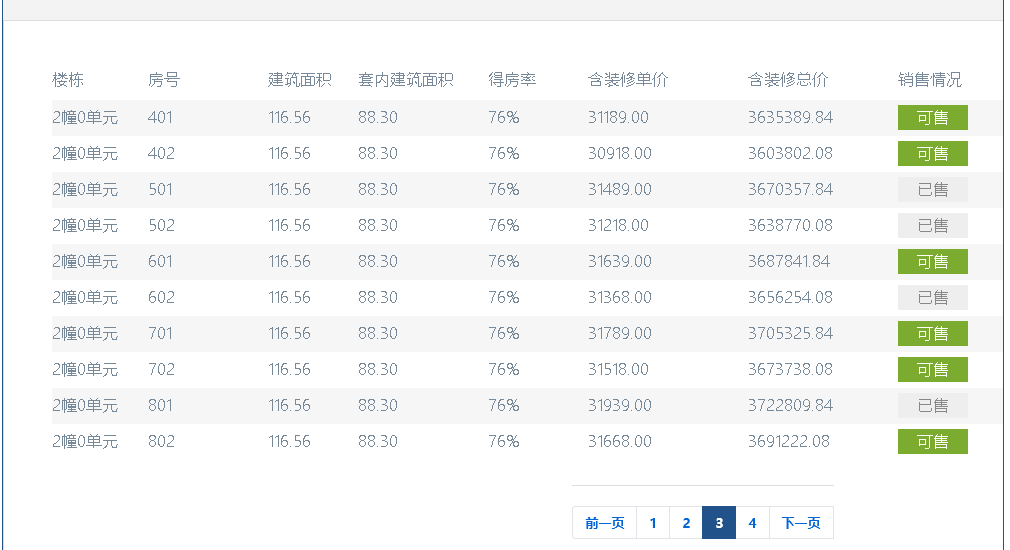 楼栋 房号 建筑面积 套内建筑面积 得房率 含装修单价 含装修总价 销售情况
2幢0单元 401 116.56 88.30 76% 31189.00 3635389.84 可售
2幢0单元 402 116.56 88.30 76% 30918.00 3603802.08 可售
2幢0单元 501 116.56 88.30 76% 31489.00 3670357.84 已售
2幢0单元 502 116.56 88.30 76% 31218.00 3638770.08 已售
2幢0单元 601 116.56 88.30 76% 31639.00 3687841.84 可售
2幢0单元 602 116.56 88.30 76% 31368.00 3656254.08 已售
2幢0单元 701 116.56 88.30 76% 31789.00 3705325.84 可售
2幢0单元 702 116.56 88.30 76% 31518.00 3673738.08 可售
2幢0单元 801 116.56 88.30 76% 31939.00 3722809.84 已售
2幢0单元 802 116.56 88.30 76% 31668.00 3691222.08 可售
前一页 1 2 3 4 下一页